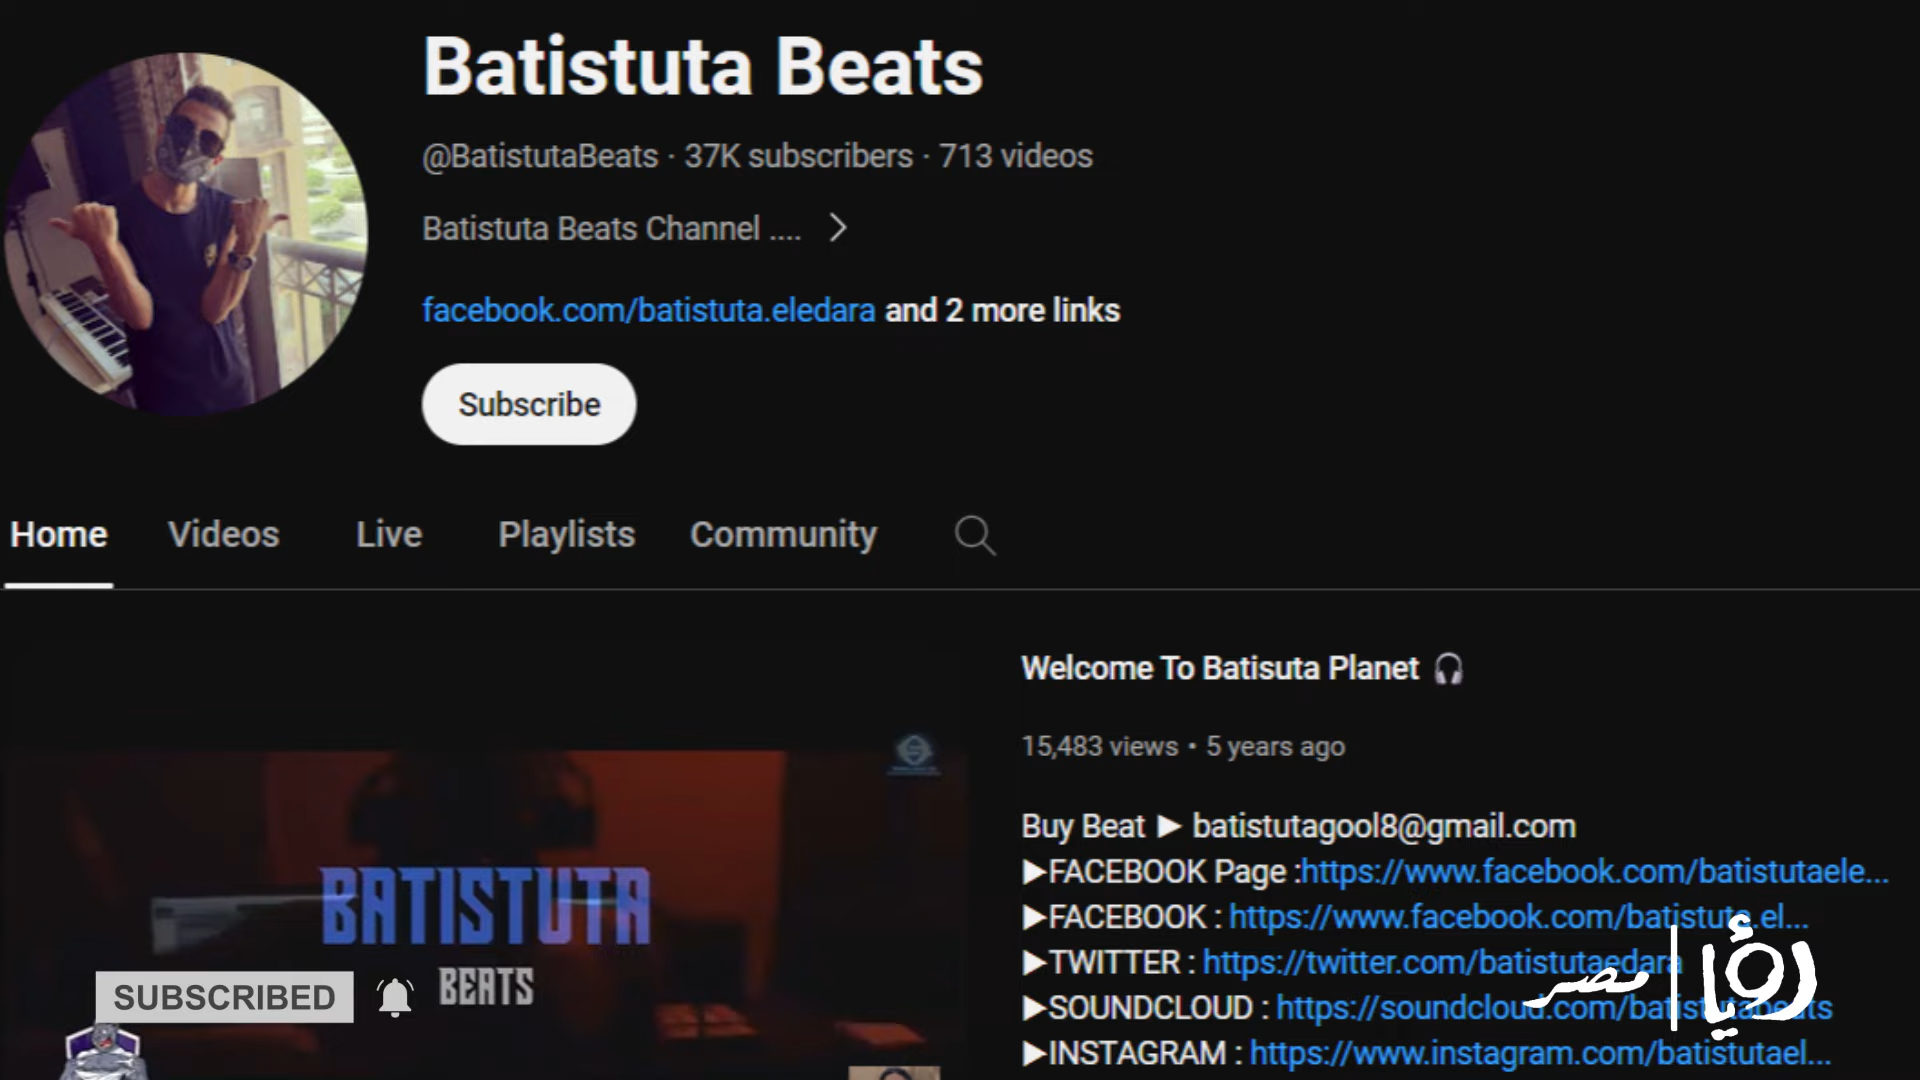 Batistuta Beats
@BatistutaBeats · 37K subscribers · 713 videos
Batistuta Beats Channel ....
facebook.com/batistuta.eledara and 2 more links
Subscribe
Home Videos Live Playlists Community
Welcome To Batisuta Planet 🎧
15,483 views • 5 years ago
Buy Beat ► batistutagool8@gmail.com
►FACEBOOK Page :https://www.facebook.com/batistutaele...
►FACEBOOK : https://www.facebook.com/batistuta.el...
►TWITTER : https://twitter.com/batistutaedara
►SOUNDCLOUD : https://soundcloud.com/batistutabeats
►INSTAGRAM : https://www.instagram.com/batistutael...
BATISTUTA
BEATS
SUBSCRIBED
رؤيا | مصر